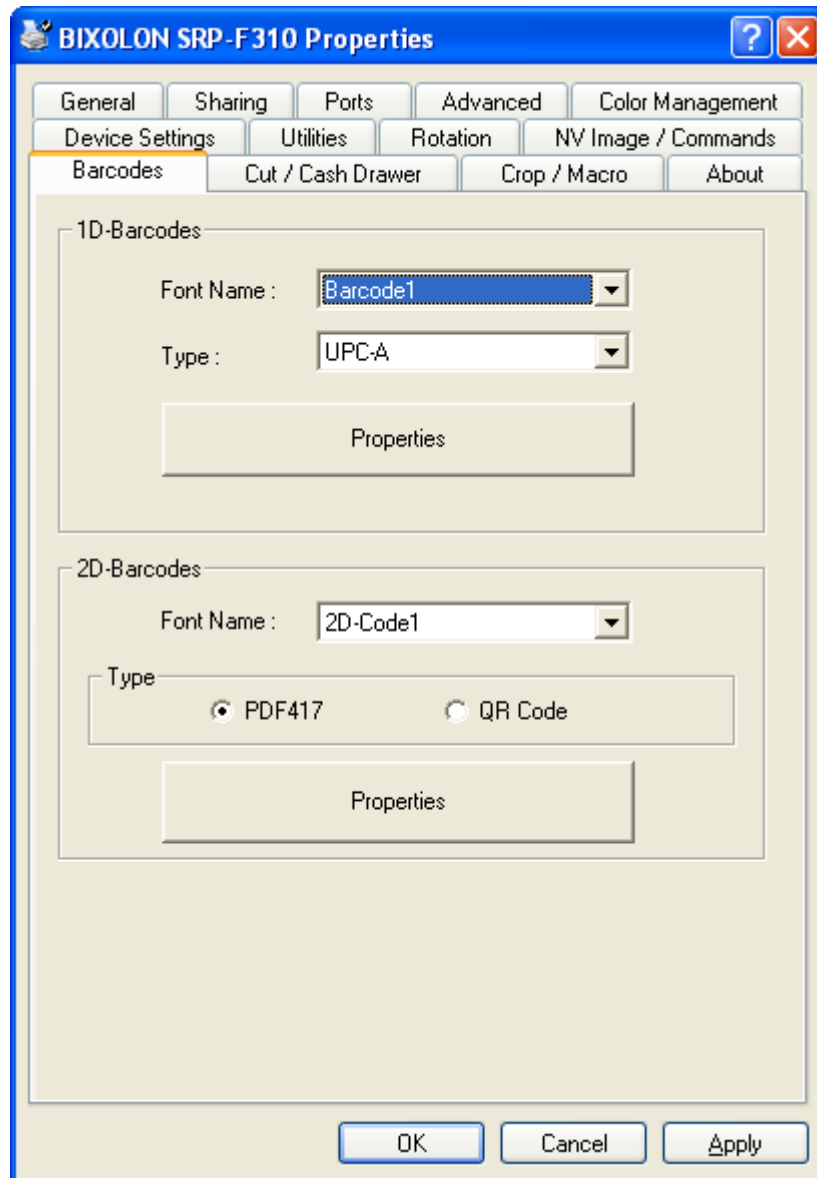 BIXOLON SRP-F310 Properties
General Sharing Ports Advanced Color Management
Device Settings Utilities Rotation NV Image / Commands
Barcodes Cut / Cash Drawer Crop / Macro About
1D-Barcodes
Font Name : Barcode1
Type : UPC-A
Properties
2D-Barcodes
Font Name : 2D-Code1
Type
PDF417 QR Code
Properties
OK Cancel Apply